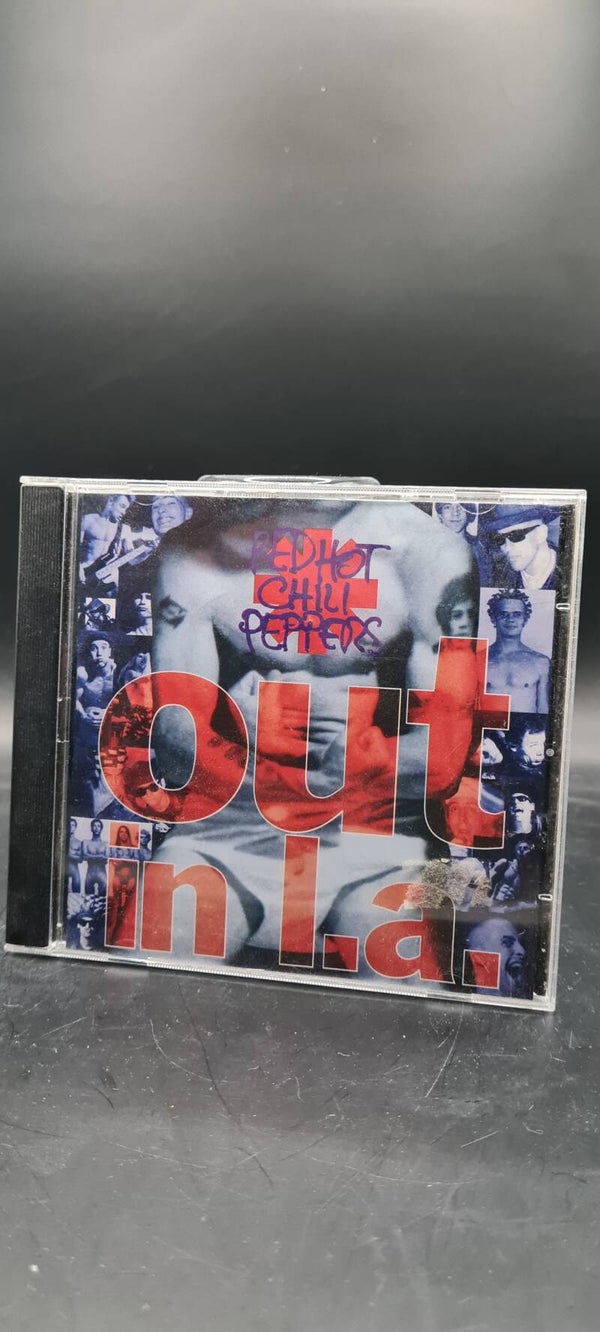 RED HOT
CHILI
PEPPERS
out
in l.a.